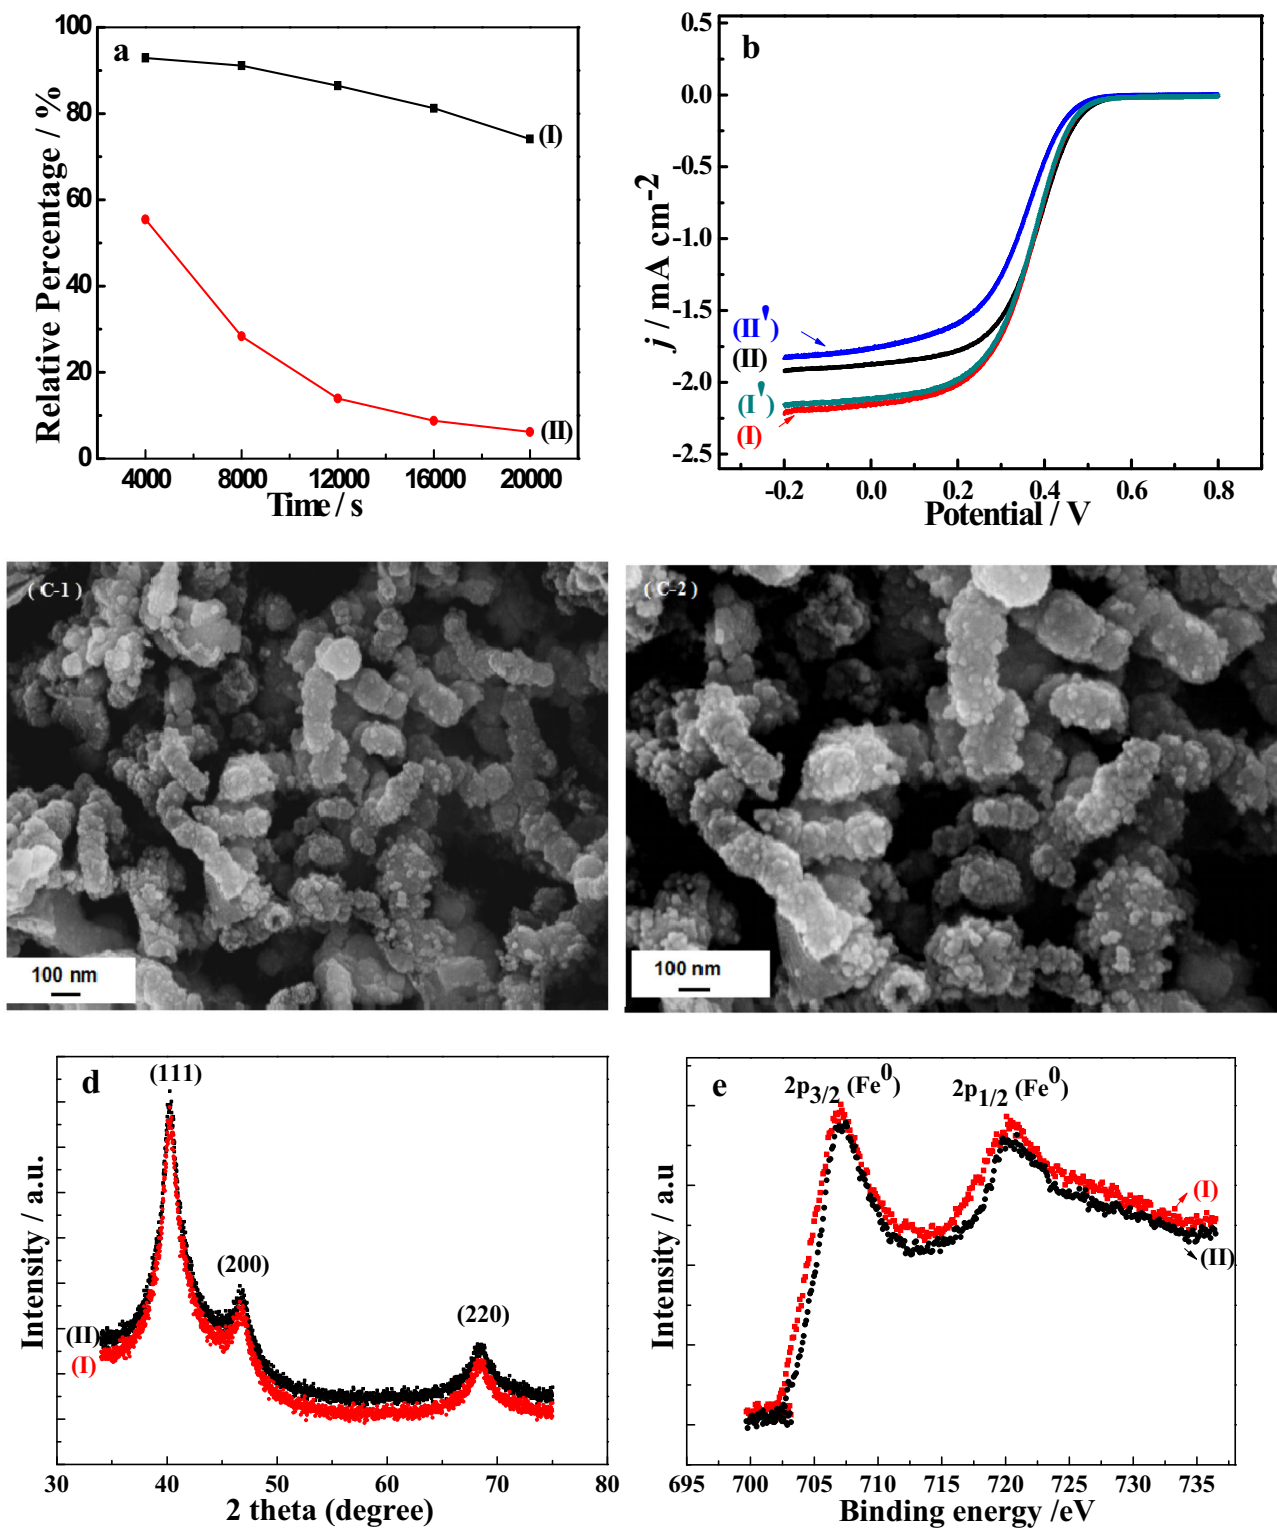 a
Relative Percentage / %
100
80
60
40
20
0
(I)
(II)
4000 8000 12000 16000 20000
Time / s
b
j / mA cm-2
0.5
0.0
-0.5
-1.0
-1.5
-2.0
-2.5
(II')
(II)
(I')
(I)
-0.2 0.0 0.2 0.4 0.6 0.8
Potential / V
( C-1 )
100 nm
( C-2 )
100 nm
d
Intensity / a.u.
(111)
(200)
(220)
(II)
(I)
30 40 50 60 70 80
2 theta (degree)
e
Intensity / a.u
2p3/2 (Fe0)
2p1/2 (Fe0)
(I)
(II)
695 700 705 710 715 720 725 730 735
Binding energy /eV